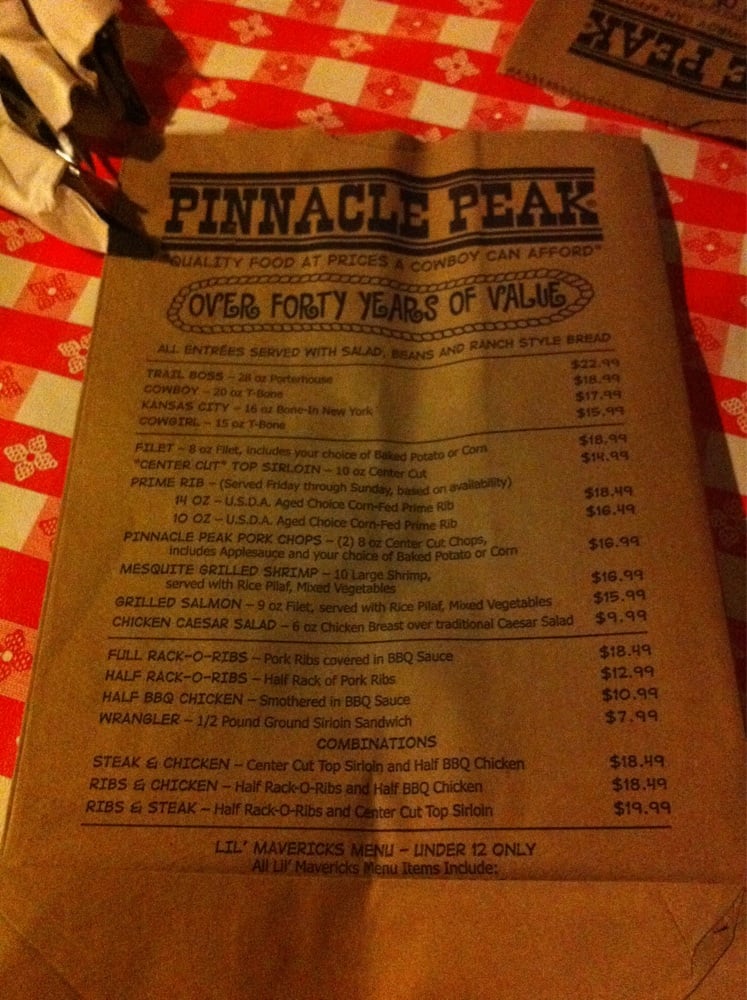 PINNACLE PEAK
"QUALITY FOOD AT PRICES A COWBOY CAN AFFORD"
OVER FORTY YEARS OF VALUE
ALL ENTRÉES SERVED WITH SALAD, BEANS AND RANCH STYLE BREAD
TRAIL BOSS – 28 oz Porterhouse $22.99
COWBOY – 20 oz T-Bone $18.99
KANSAS CITY – 16 oz Bone-In New York $17.99
COWGIRL – 15 oz T-Bone $15.99
FILET – 8 oz Filet, includes your choice of Baked Potato or Corn $18.99
"CENTER CUT" TOP SIRLOIN – 10 oz Center Cut $14.99
PRIME RIB – (Served Friday through Sunday, based on availability)
14 OZ – U.S.D.A. Aged Choice Corn-Fed Prime Rib $18.49
10 OZ – U.S.D.A. Aged Choice Corn-Fed Prime Rib $16.49
PINNACLE PEAK PORK CHOPS – (2) 8 oz Center Cut Chops,
includes Applesauce and your choice of Baked Potato or Corn $16.99
MESQUITE GRILLED SHRIMP – 10 Large Shrimp,
served with Rice Pilaf, Mixed Vegetables $16.99
GRILLED SALMON – 9 oz Filet, served with Rice Pilaf, Mixed Vegetables $15.99
CHICKEN CAESAR SALAD – 6 oz Chicken Breast over traditional Caesar Salad $9.99
FULL RACK-O-RIBS – Pork Ribs covered in BBQ Sauce $18.49
HALF RACK-O-RIBS – Half Rack of Pork Ribs $12.99
HALF BBQ CHICKEN – Smothered in BBQ Sauce $10.99
WRANGLER – 1/2 Pound Ground Sirloin Sandwich $7.99
COMBINATIONS
STEAK & CHICKEN – Center Cut Top Sirloin and Half BBQ Chicken $18.49
RIBS & CHICKEN – Half Rack-O-Ribs and Half BBQ Chicken $18.49
RIBS & STEAK – Half Rack-O-Ribs and Center Cut Top Sirloin $19.99
LIL' MAVERICKS MENU – UNDER 12 ONLY
All Lil' Mavericks Menu Items Include:
E PEAK